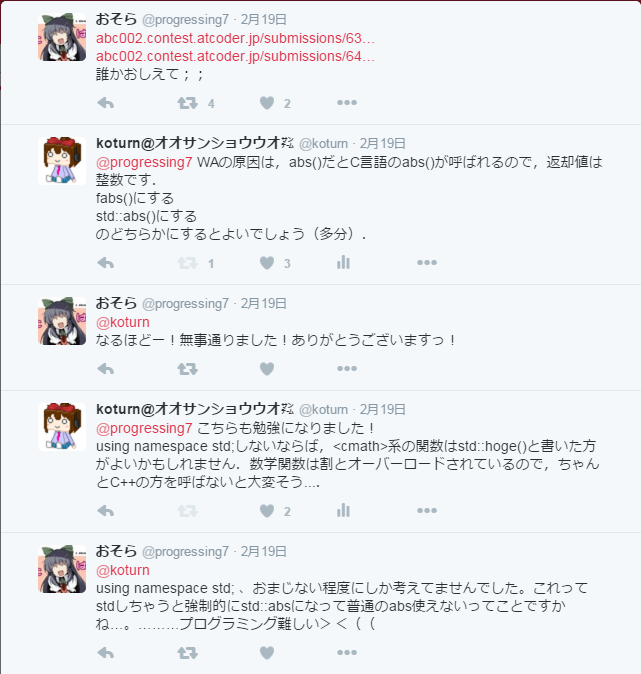 おそら @progressing7 · 2月19日
abc002.contest.atcoder.jp/submissions/63…
abc002.contest.atcoder.jp/submissions/64…
誰かおしえて；；
4 2
koturn@オオサンショウウオ㌠ @koturn · 2月19日
@progressing7 WAの原因は，abs()だとC言語のabs()が呼ばれるので，返却値は
整数です．
fabs()にする
std::abs()にする
のどちらかにするとよいでしょう（多分）．
1 3
おそら @progressing7 · 2月19日
@koturn
なるほどー！無事通りました！ありがとうございますっ！
koturn@オオサンショウウオ㌠ @koturn · 2月19日
@progressing7 こちらも勉強になりました！
using namespace std;しないならば，<cmath>系の関数はstd::hoge()と書いた方
がよいかもしれません．数学関数は割とオーバーロードされているので，ちゃん
とC++の方を呼ばないと大変そう...．
2
おそら @progressing7 · 2月19日
@koturn
using namespace std; 、おまじない程度にしか考えてませんでした。これって
stdしちゃうと強制的にstd::absになって普通のabs使えないってことですか
ね…。………プログラミング難しい＞＜（（